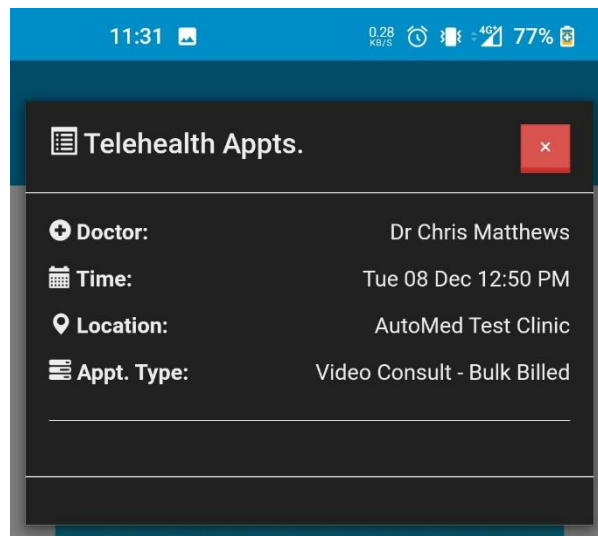 11:31 0.28 KB/S 4G+ 77%
Telehealth Appts. ×
Doctor: Dr Chris Matthews
Time: Tue 08 Dec 12:50 PM
Location: AutoMed Test Clinic
Appt. Type: Video Consult - Bulk Billed